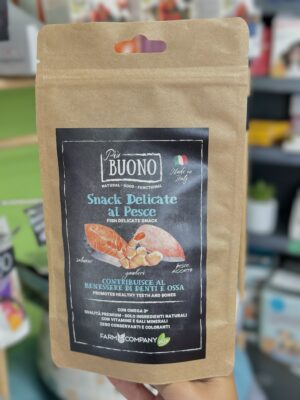 Più
BUONO
NATURAL • GOOD • FUNCTIONAL
Made in
Italy
Snack Delicate
al Pesce
FISH DELICATE SNACK
salmone
gamberi
pesce
CONTRIBUISCE AL
BENESSERE DI DENTI E OSSA
PROMOTES HEALTHY TEETH AND BONES
CON OMEGA 3*
QUALITÀ PREMIUM - SOLO INGREDIENTI NATURALI
CON VITAMINE E SALI MINERALI
ZERO CONSERVANTI E COLORANTI
FARM COMPANY